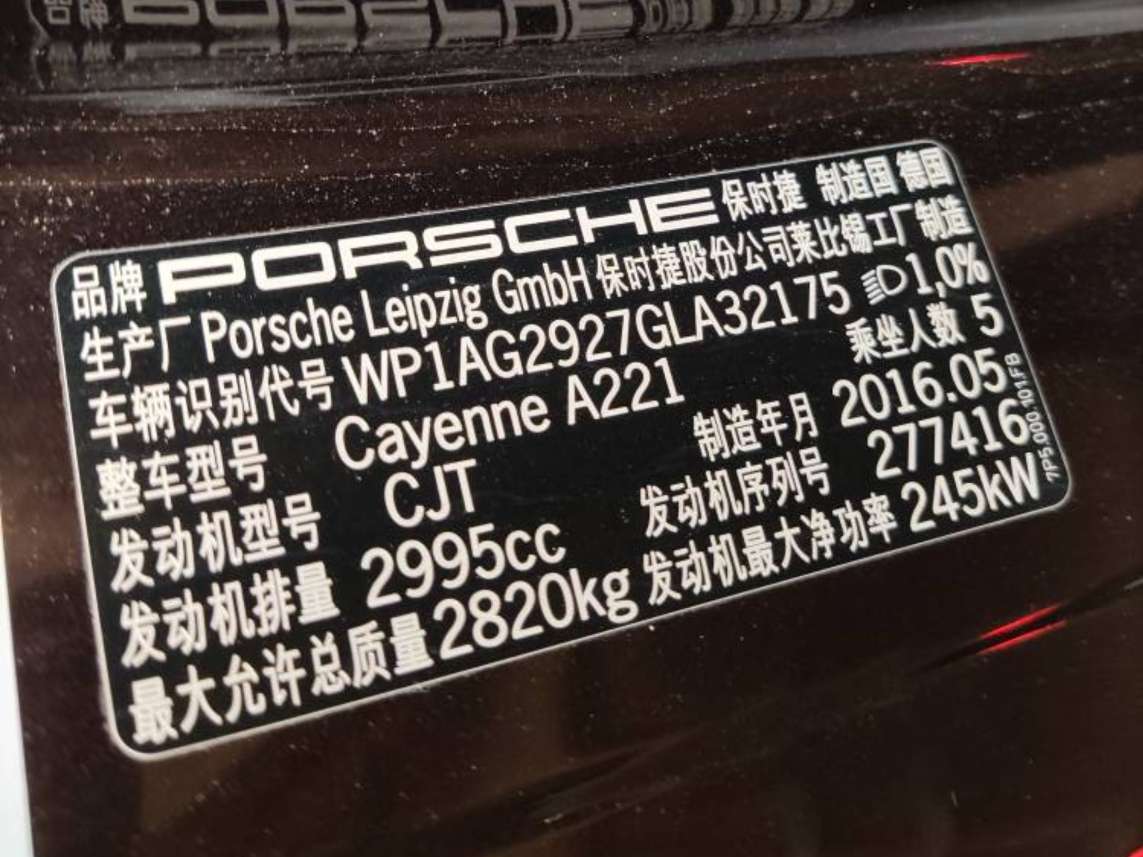 品牌 PORSCHE 保时捷 制造国 德国
生产厂 Porsche Leipzig GmbH 保时捷股份公司莱比锡工厂制造
车辆识别代号 WP1AG2927GLA32175 1,0%
整车型号 Cayenne A221 乘坐人数 5
发动机型号 CJT 制造年月 2016.05
发动机排量 2995cc 发动机序列号 277416
最大允许总质量 2820kg 发动机最大净功率 245kW
7P5.000.101.FB